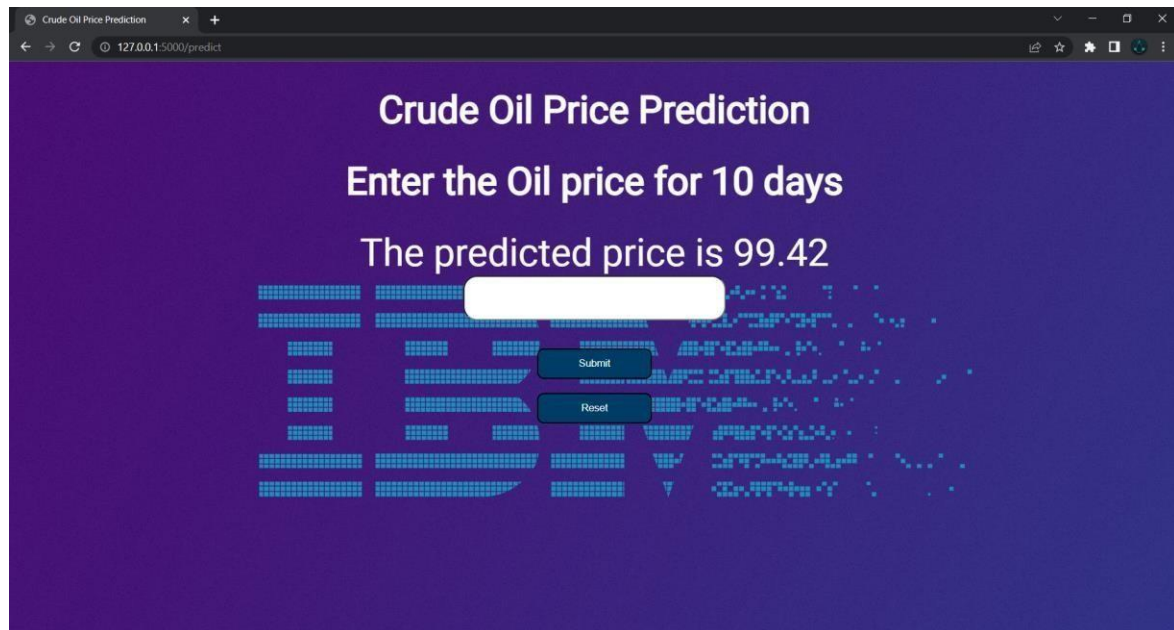 Crude Oil Price Prediction
127.0.0.1:5000/predict
Crude Oil Price Prediction
Enter the Oil price for 10 days
The predicted price is 99.42
IBM
Submit
Reset